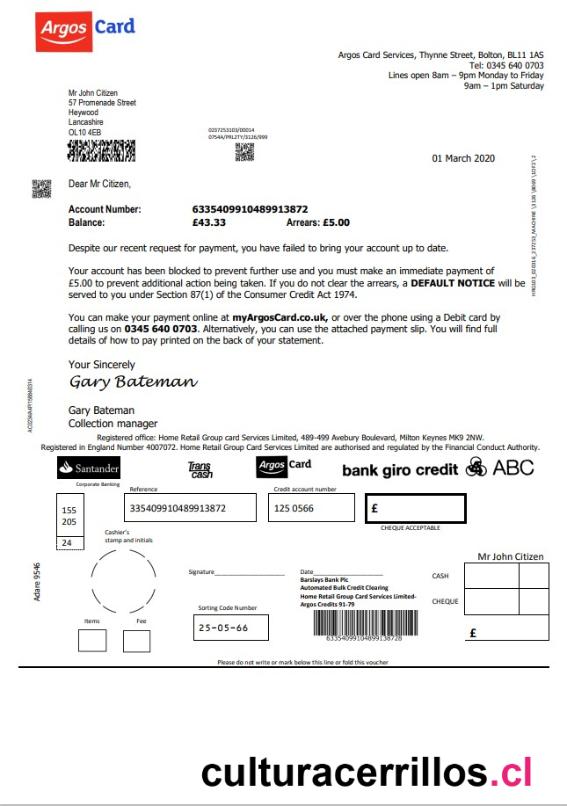 Argos Card
Argos Card Services, Thynne Street, Bolton, BL11 1AS
Tel: 0345 640 0703
Lines open 8am – 9pm Monday to Friday
9am – 1pm Saturday
Mr John Citizen
57 Promenade Street
Heywood
Lancashire
OL10 4EB
0237253103/00014
0754A/PRL2TY/3126/999
01 March 2020
Dear Mr Citizen,
Account Number: 6335409910489913872
Balance: £43.33 Arrears: £5.00
Despite our recent request for payment, you have failed to bring your account up to date.
Your account has been blocked to prevent further use and you must make an immediate payment of
£5.00 to prevent additional action being taken. If you do not clear the arrears, a DEFAULT NOTICE will be
served to you under Section 87(1) of the Consumer Credit Act 1974.
You can make your payment online at myArgosCard.co.uk, or over the phone using a Debit card by
calling us on 0345 640 0703. Alternatively, you can use the attached payment slip. You will find full
details of how to pay printed on the back of your statement.
Your Sincerely
Gary Bateman
Gary Bateman
Collection manager
Registered office: Home Retail Group card Services Limited, 489-499 Avebury Boulevard, Milton Keynes MK9 2NW.
Registered in England Number 4007072. Home Retail Group Card Services Limited are authorised and regulated by the Financial Conduct Authority.
Santander
Corporate Banking
Trans cash
Argos Card
bank giro credit ABC
Reference
Credit account number
155
205
24
335409910489913872
125 0566
£
CHEQUE ACCEPTABLE
Cashier's
stamp and initials
Mr John Citizen
Adare 9546
Signature
Date
Barclays Bank Plc
Automated Bulk Credit Clearing
Home Retail Group Card Services Limited-
Argos Credits 91-79
CASH
CHEQUE
Sorting Code Number
25-05-66
63354099104899138728
Items
Fee
£
Please do not write or mark below this line or fold this voucher
culturacerrillos.cl